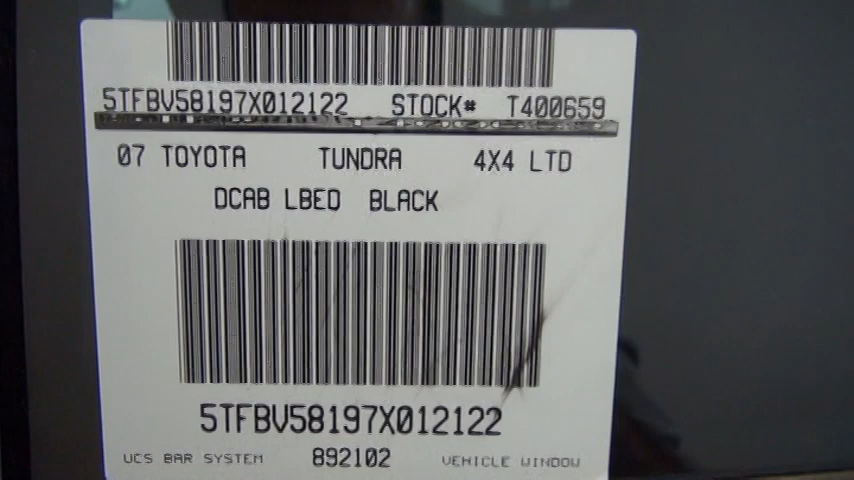 5TFBV58197X012122 STOCK# T400659
07 TOYOTA TUNDRA 4X4 LTD
DCAB LBED BLACK
5TFBV58197X012122
UCS BAR SYSTEM 892102 VEHICLE WINDOW